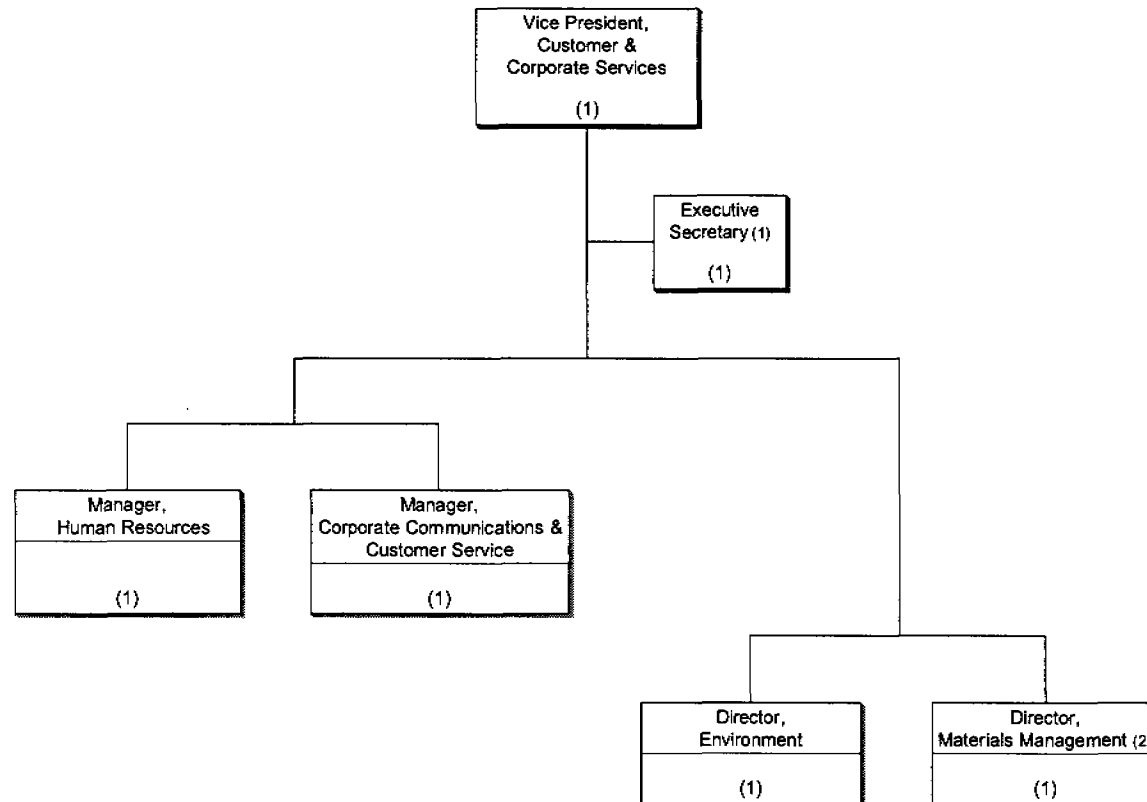 Vice President,
Customer &
Corporate Services
(1)
Executive
Secretary (1)
(1)
Manager,
Human Resources
(1)
Manager,
Corporate Communications &
Customer Service
(1)
Director,
Environment
(1)
Director,
Materials Management (2
(1)